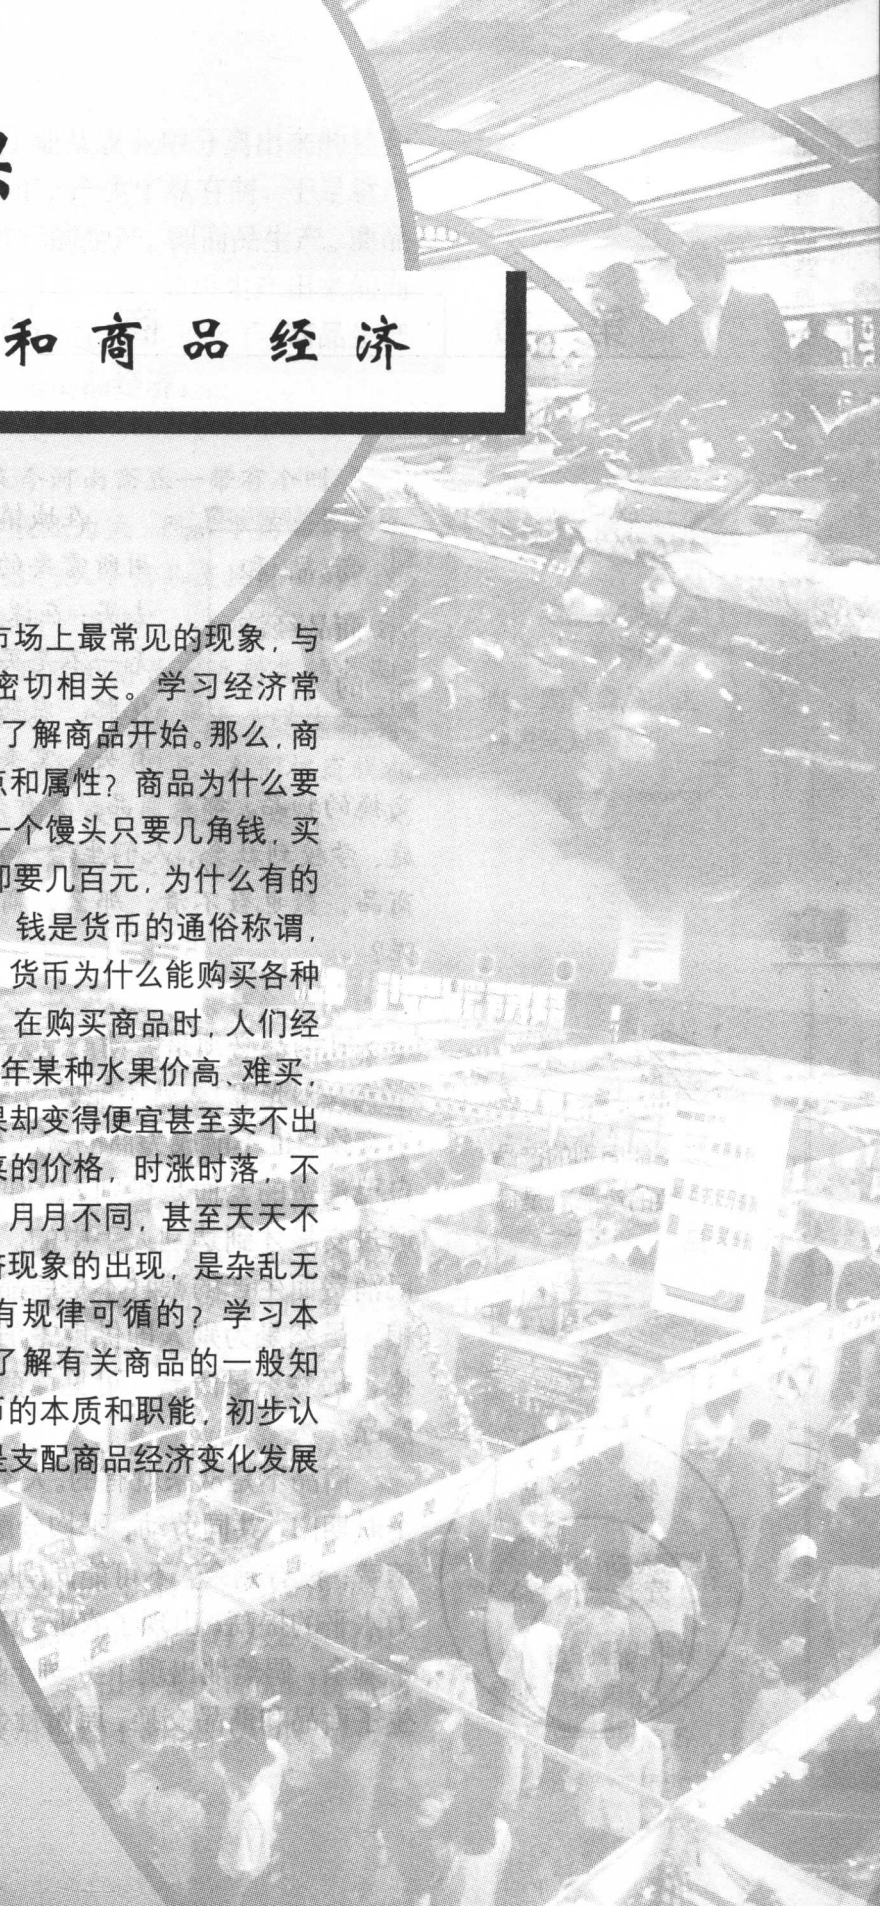 和商品经济
市场上最常见的现象,与
密切相关。学习经济常
了解商品开始。那么,商
点和属性?商品为什么要
一个馒头只要几角钱,买
却要几百元,为什么有的
钱是货币的通俗称谓,
货币为什么能购买各种
在购买商品时,人们经
年某种水果价高、难买,
果却变得便宜甚至卖不出
菜的价格,时涨时落,不
月月不同,甚至天天不
济现象的出现,是杂乱无
有规律可循的?学习本
了解有关商品的一般知
币的本质和职能,初步认
是支配商品经济变化发展
服装